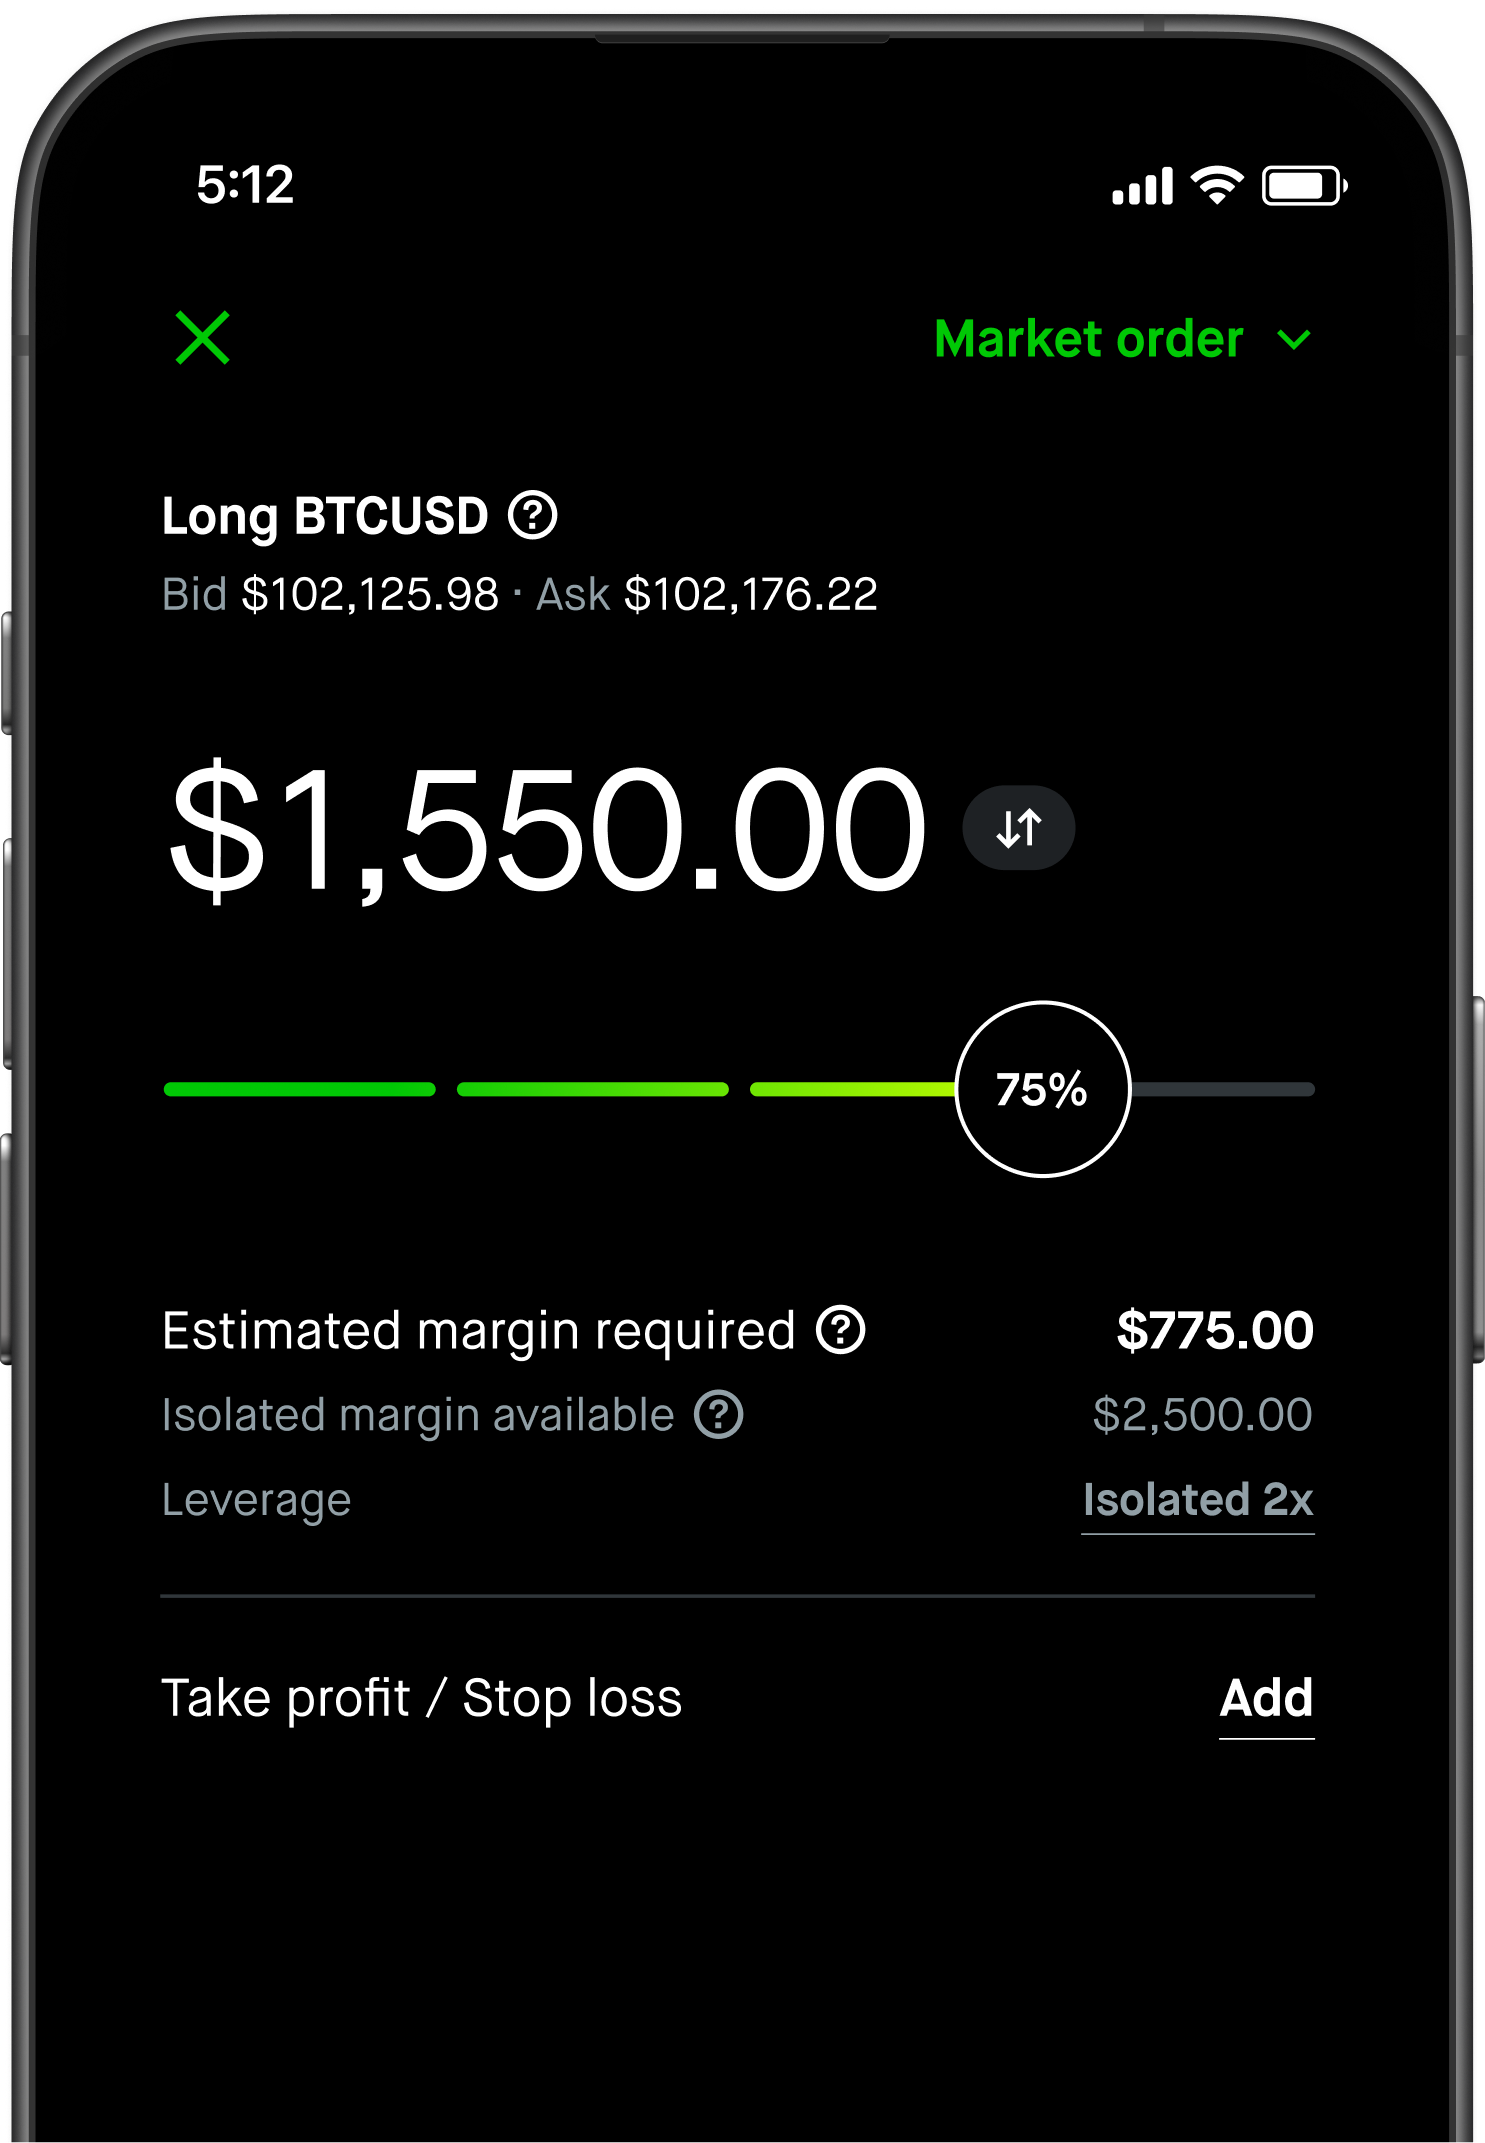 5:12
Market order
Long BTCUSD ?
Bid $102,125.98 · Ask $102,176.22
$1,550.00
75%
Estimated margin required ? $775.00
Isolated margin available ? $2,500.00
Leverage Isolated 2x
Take profit / Stop loss Add